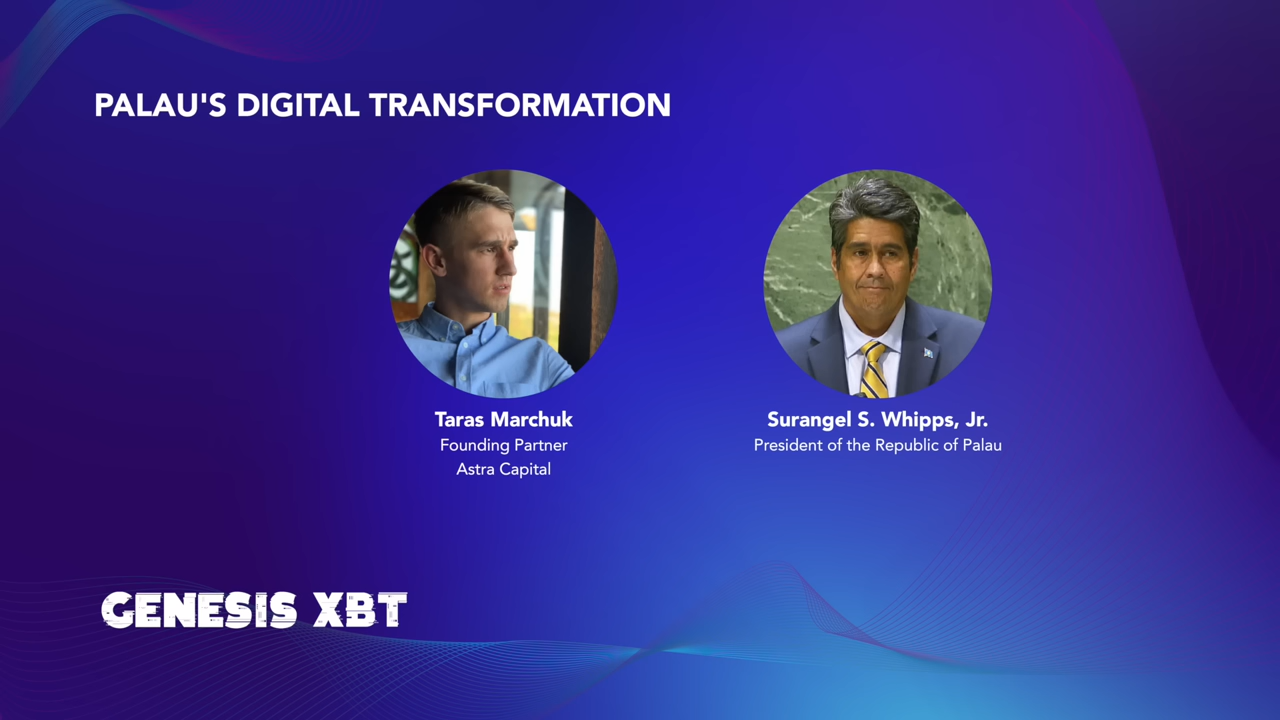 PALAU'S DIGITAL TRANSFORMATION
Taras Marchuk
Founding Partner
Astra Capital
Surangel S. Whipps, Jr.
President of the Republic of Palau
GENESIS XBT